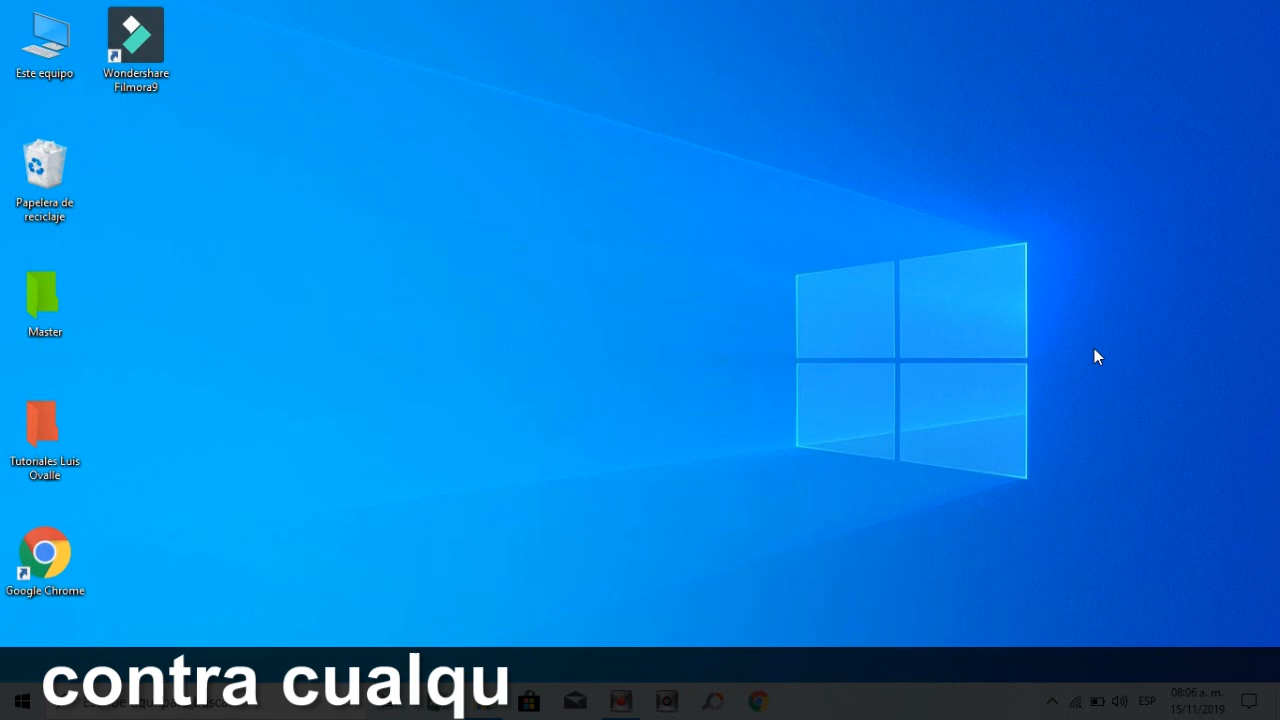 Este equipo
Wondershare
Filmora9
Papelera de
reciclaje
Master
Tutoriales Luis
Ovalle
Google Chrome
contra cualqu
ESP
08:06 a. m.
15/11/2019